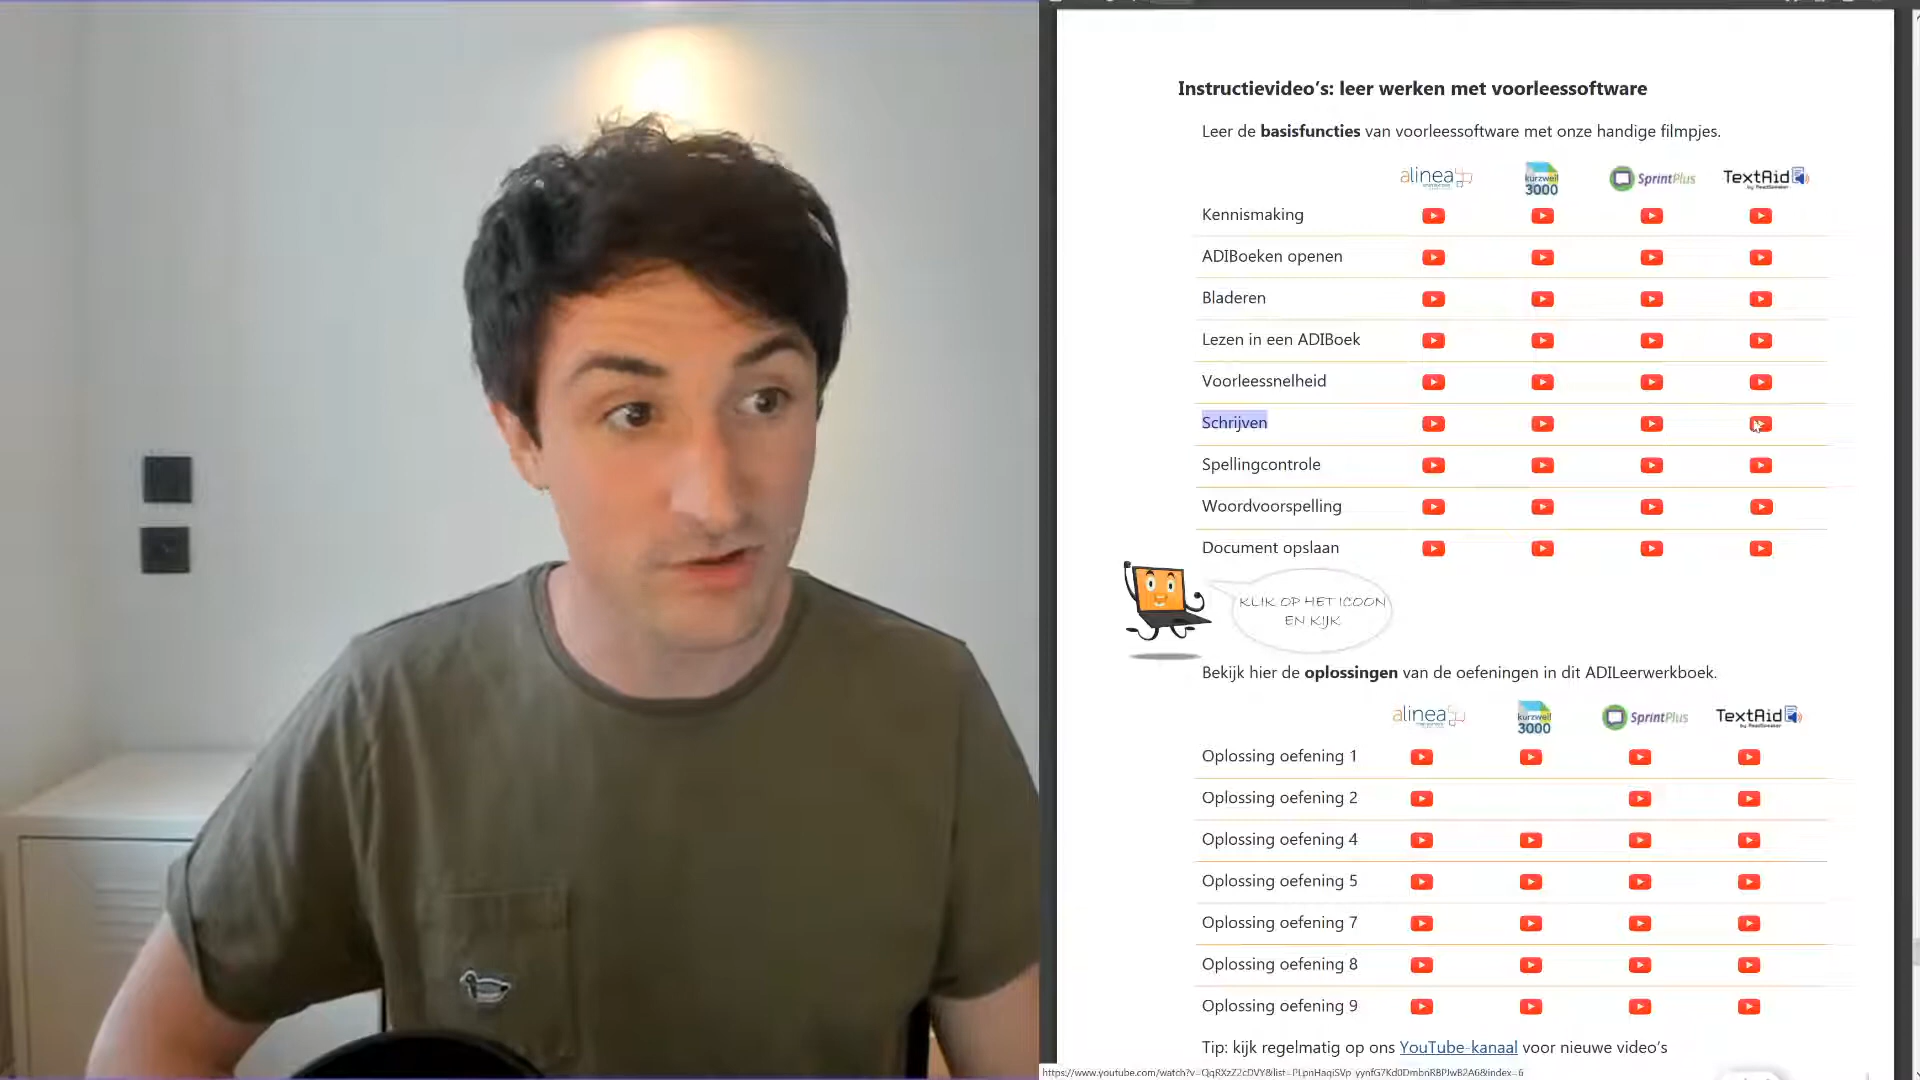 Instructievideo's: leer werken met voorleessoftware
Leer de basisfuncties van voorleessoftware met onze handige filmpjes.
alinea kurzweil 3000 SprintPlus TextAid
by ReadSpeaker
Kennismaking
ADIBoeken openen
Bladeren
Lezen in een ADIBoek
Voorleessnelheid
Schrijven
Spellingcontrole
Woordvoorspelling
Document opslaan
KLIK OP HET ICOON
EN KIJK
Bekijk hier de oplossingen van de oefeningen in dit ADILeerwerkboek.
alinea kurzweil 3000 SprintPlus TextAid
by ReadSpeaker
Oplossing oefening 1
Oplossing oefening 2
Oplossing oefening 4
Oplossing oefening 5
Oplossing oefening 7
Oplossing oefening 8
Oplossing oefening 9
Tip: kijk regelmatig op ons YouTube-kanaal voor nieuwe video's